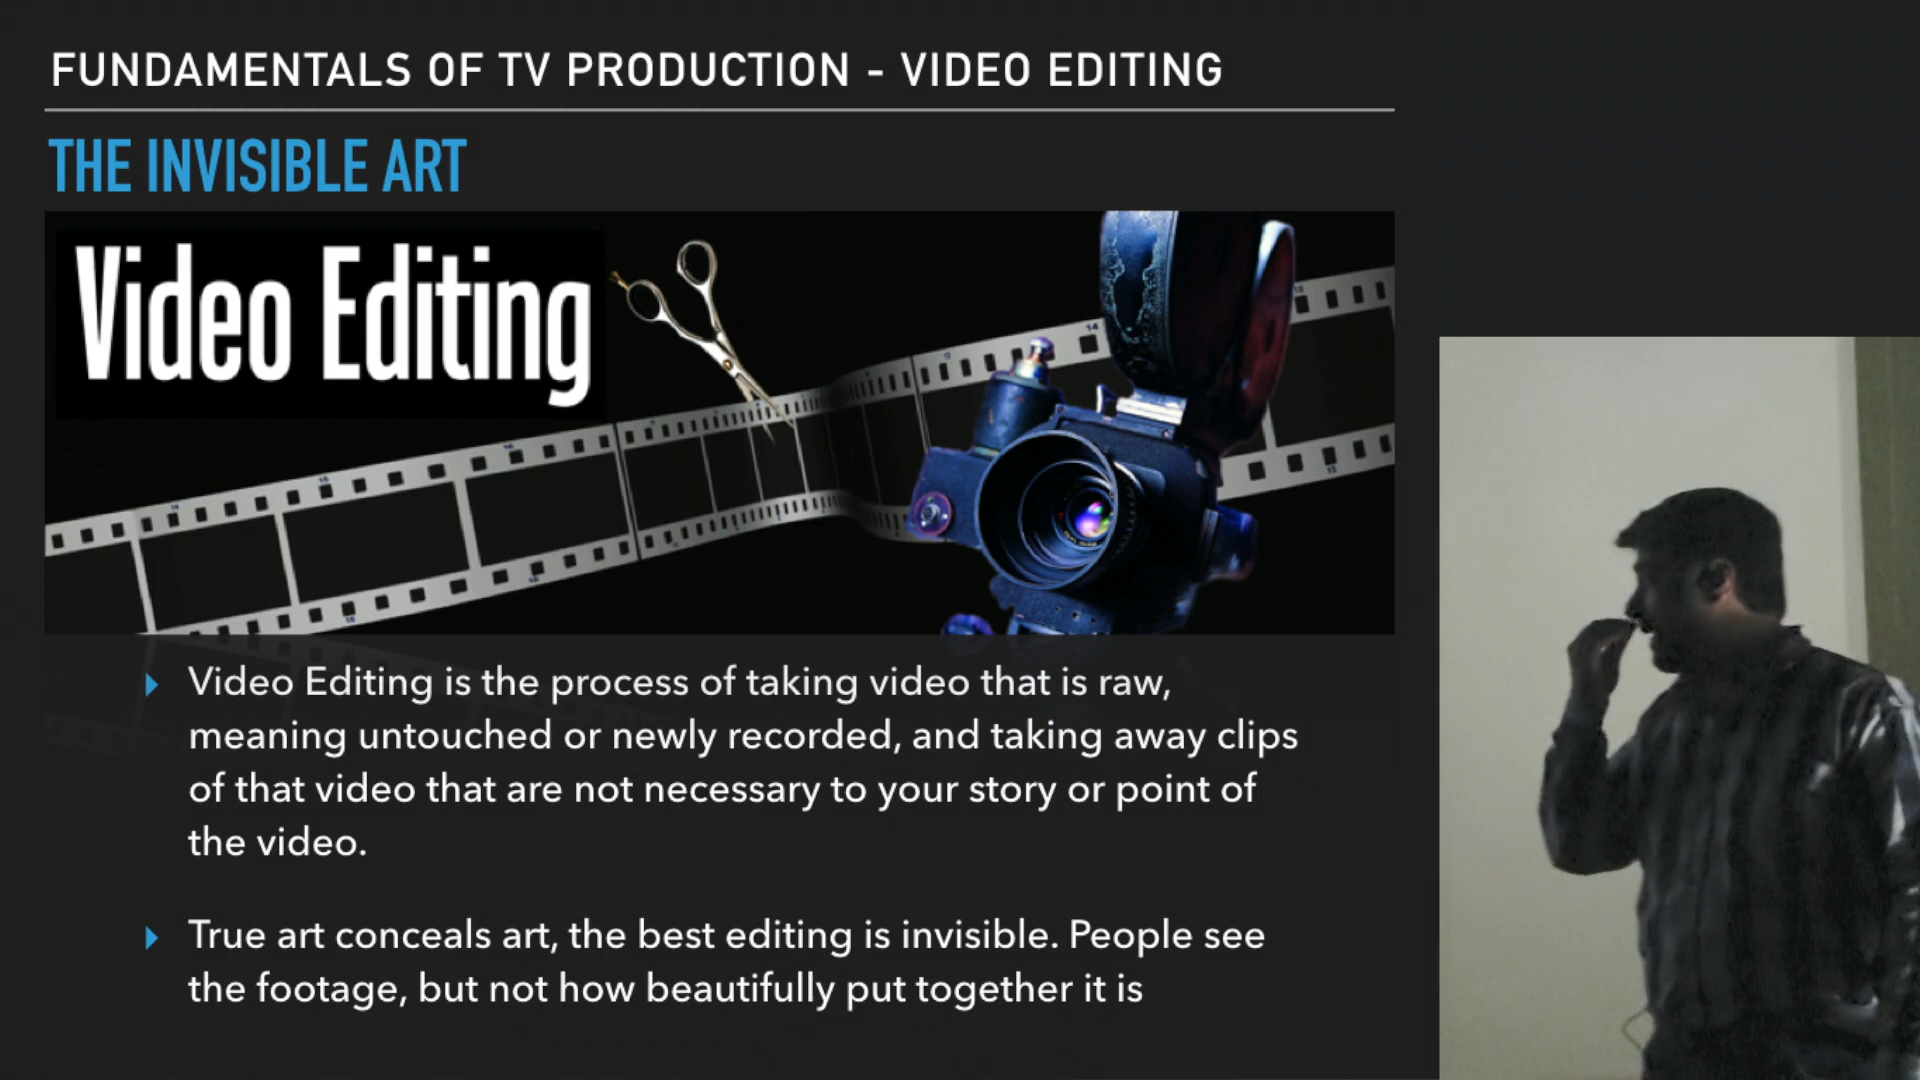 FUNDAMENTALS OF TV PRODUCTION - VIDEO EDITING
THE INVISIBLE ART
Video Editing
Video Editing is the process of taking video that is raw,
meaning untouched or newly recorded, and taking away clips
of that video that are not necessary to your story or point of
the video.
True art conceals art, the best editing is invisible. People see
the footage, but not how beautifully put together it is